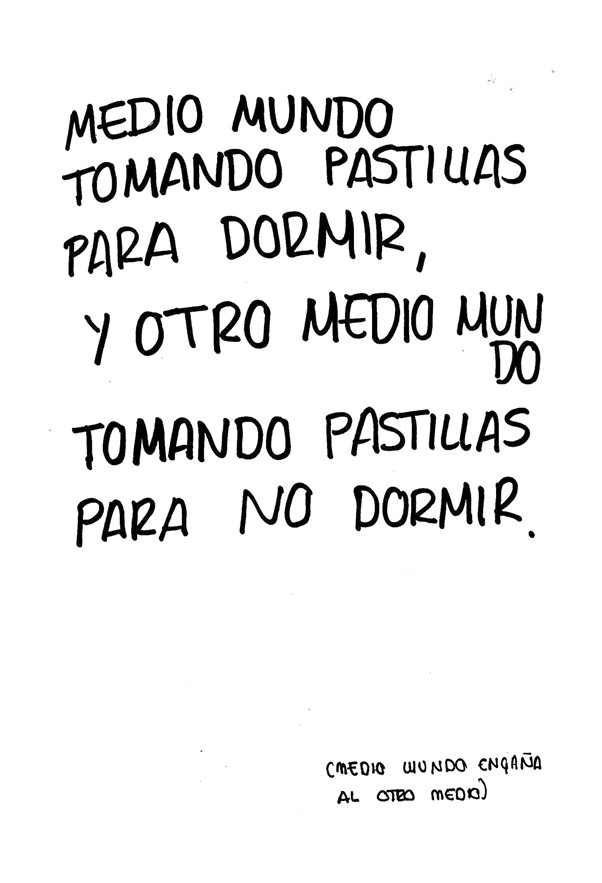 MEDIO MUNDO
TOMANDO PASTILLAS
PARA DORMIR,
Y OTRO MEDIO MUN
DO
TOMANDO PASTILLAS
PARA NO DORMIR.
(MEDIO MUNDO ENGAÑA
AL OTRO MEDIO)